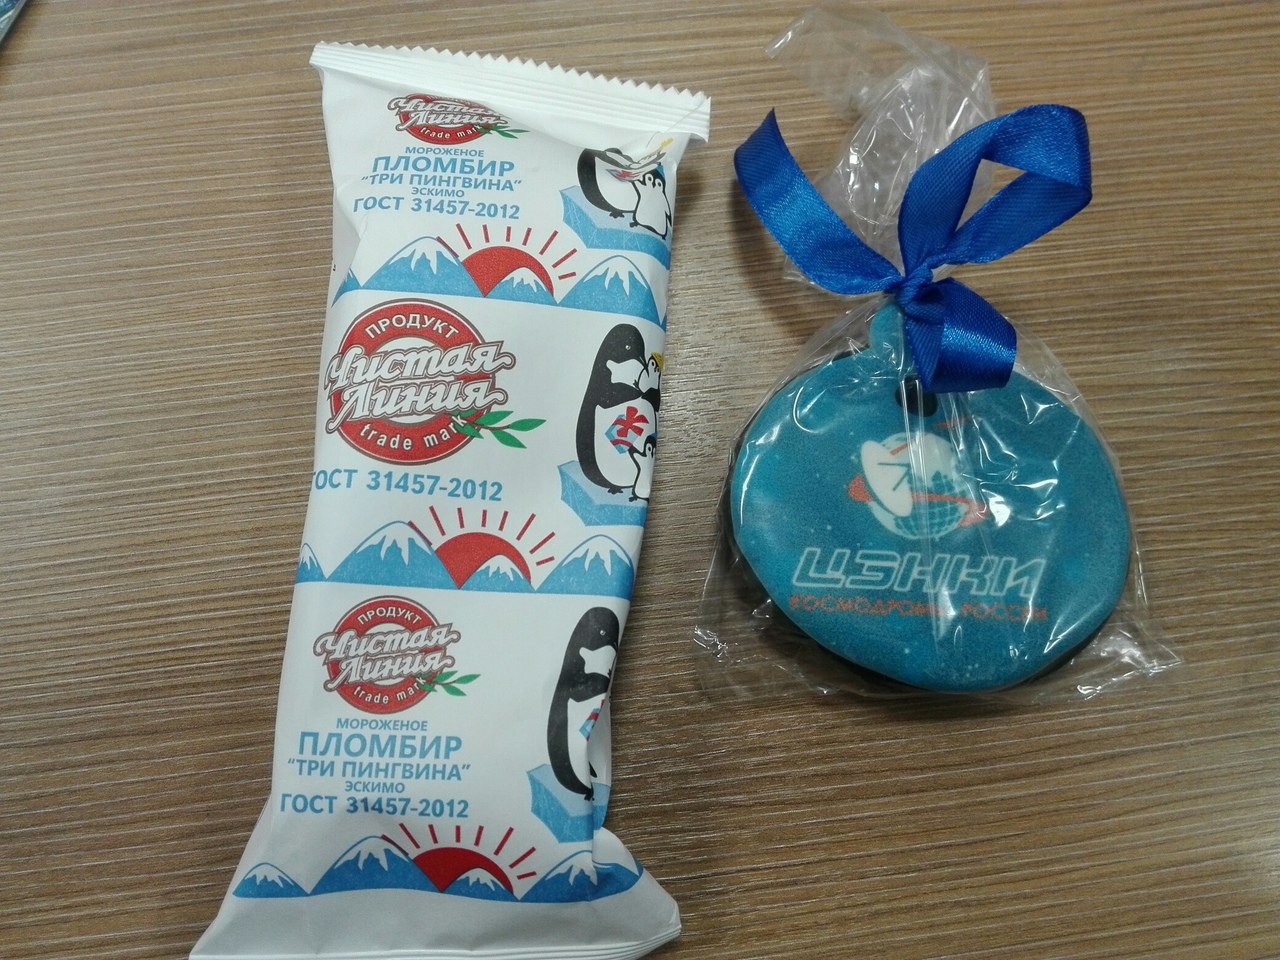 Чистая
Линия
trade mark
МОРОЖЕНОЕ
ПЛОМБИР
"ТРИ ПИНГВИНА"
ЭСКИМО
ГОСТ 31457-2012
ПРОДУКТ
Чистая
Линия
trade mark
ГОСТ 31457-2012
ПРОДУКТ
Чистая
Линия
trade mark
МОРОЖЕНОЕ
ПЛОМБИР
"ТРИ ПИНГВИНА"
ЭСКИМО
ГОСТ 31457-2012
ЦЭНКИ
КОСМОДРОМЫ РОССИИ